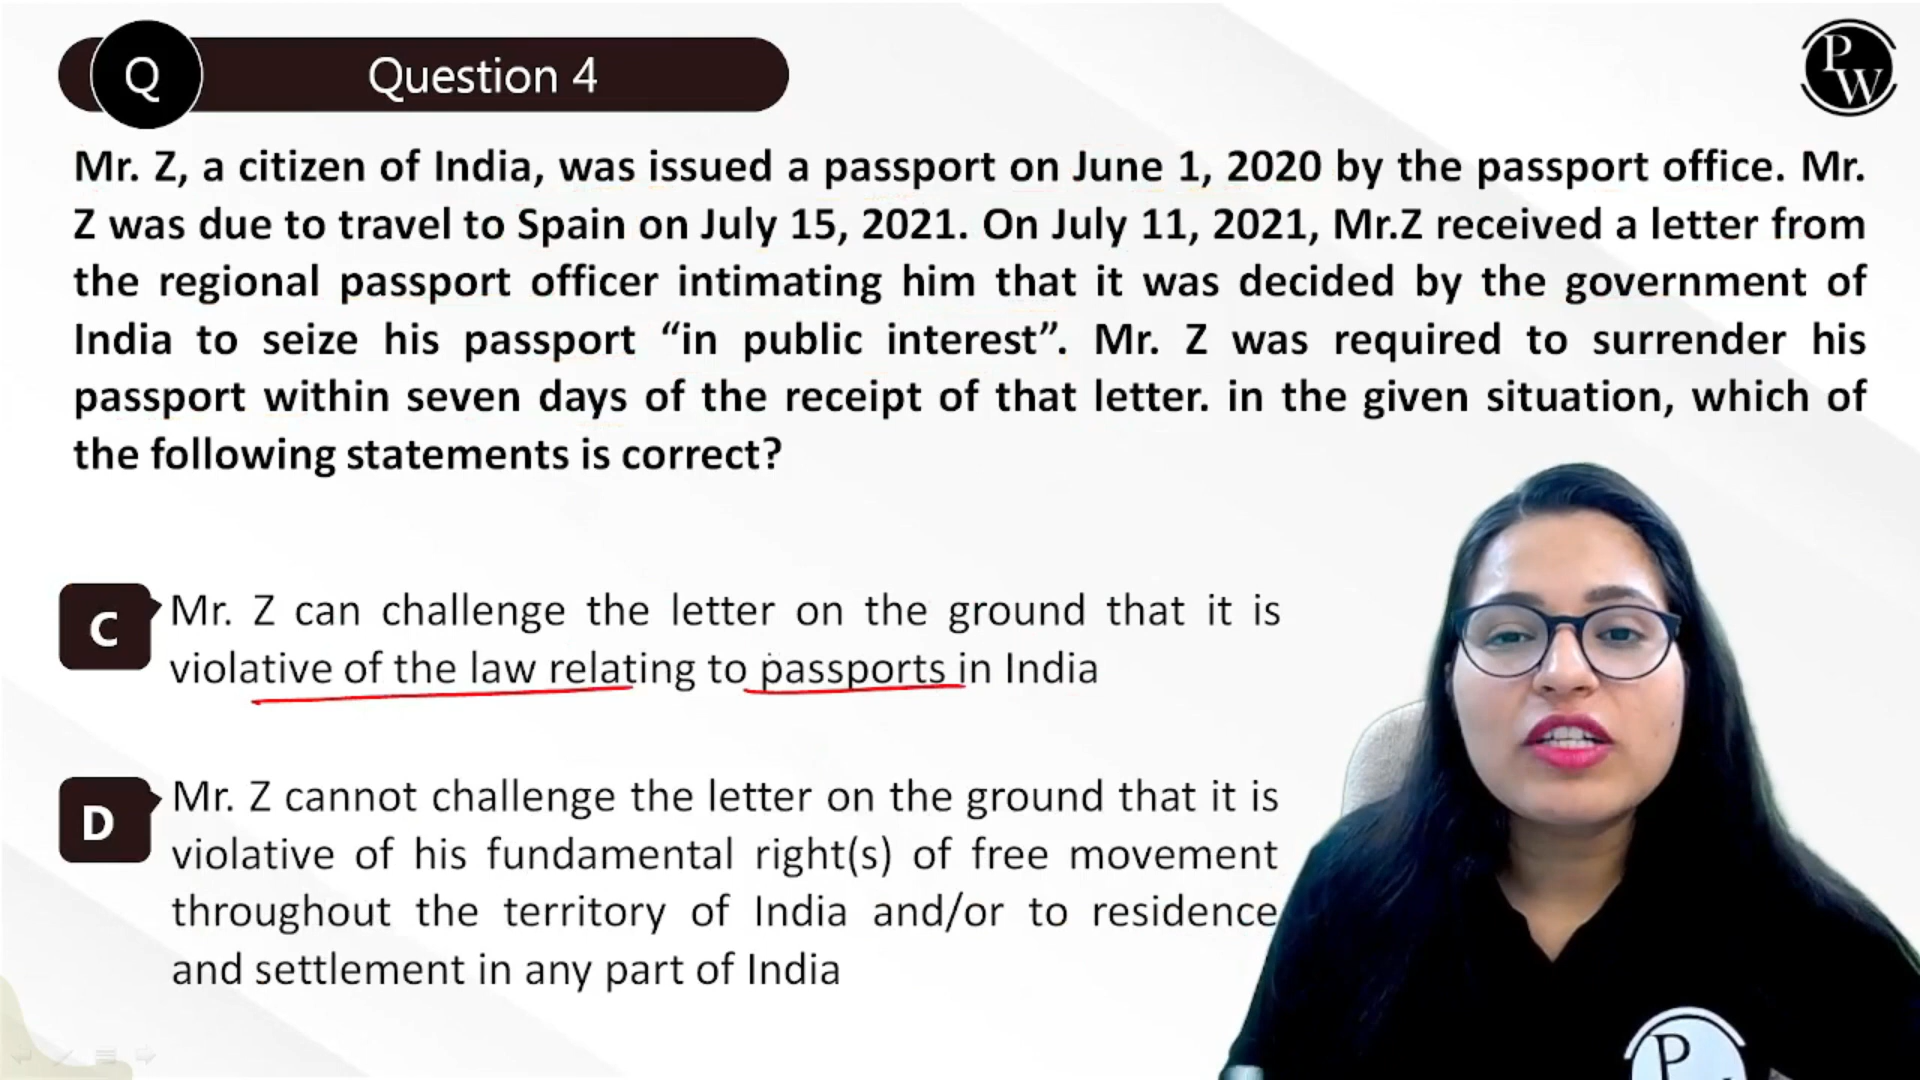 Q
Question 4
PW
Mr. Z, a citizen of India, was issued a passport on June 1, 2020 by the passport office. Mr.
Z was due to travel to Spain on July 15, 2021. On July 11, 2021, Mr.Z received a letter from
the regional passport officer intimating him that it was decided by the government of
India to seize his passport “in public interest”. Mr. Z was required to surrender his
passport within seven days of the receipt of that letter. in the given situation, which of
the following statements is correct?
C
Mr. Z can challenge the letter on the ground that it is
violative of the law relating to passports in India
D
Mr. Z cannot challenge the letter on the ground that it is
violative of his fundamental right(s) of free movement
throughout the territory of India and/or to residence
and settlement in any part of India
P